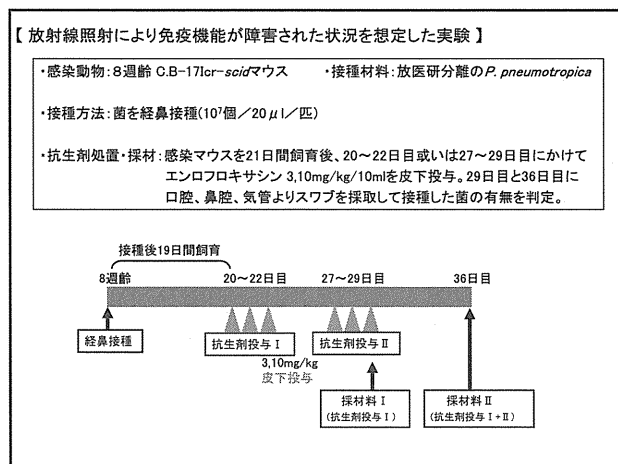 【 放射線照射により免疫機能が障害された状況を想定した実験 】
・感染動物:8週齢 C.B-17Icr-scidマウス ・接種材料:放医研分離のP. pneumotropica
・接種方法:菌を経鼻接種(10⁷個/20μl/匹)
・抗生剤処置・採材:感染マウスを21日間飼育後、20~22日目或いは27~29日目にかけて
エンロフロキサシン 3,10mg/kg/10mlを皮下投与。29日目と36日目に
口腔、鼻腔、気管よりスワブを採取して接種した菌の有無を判定。
接種後19日間飼育
8週齢 20~22日目 27~29日目 36日目
経鼻接種 抗生剤投与Ⅰ 抗生剤投与Ⅱ
3,10mg/kg
皮下投与
採材料Ⅰ 採材料Ⅱ
(抗生剤投与Ⅰ) (抗生剤投与Ⅰ+Ⅱ)